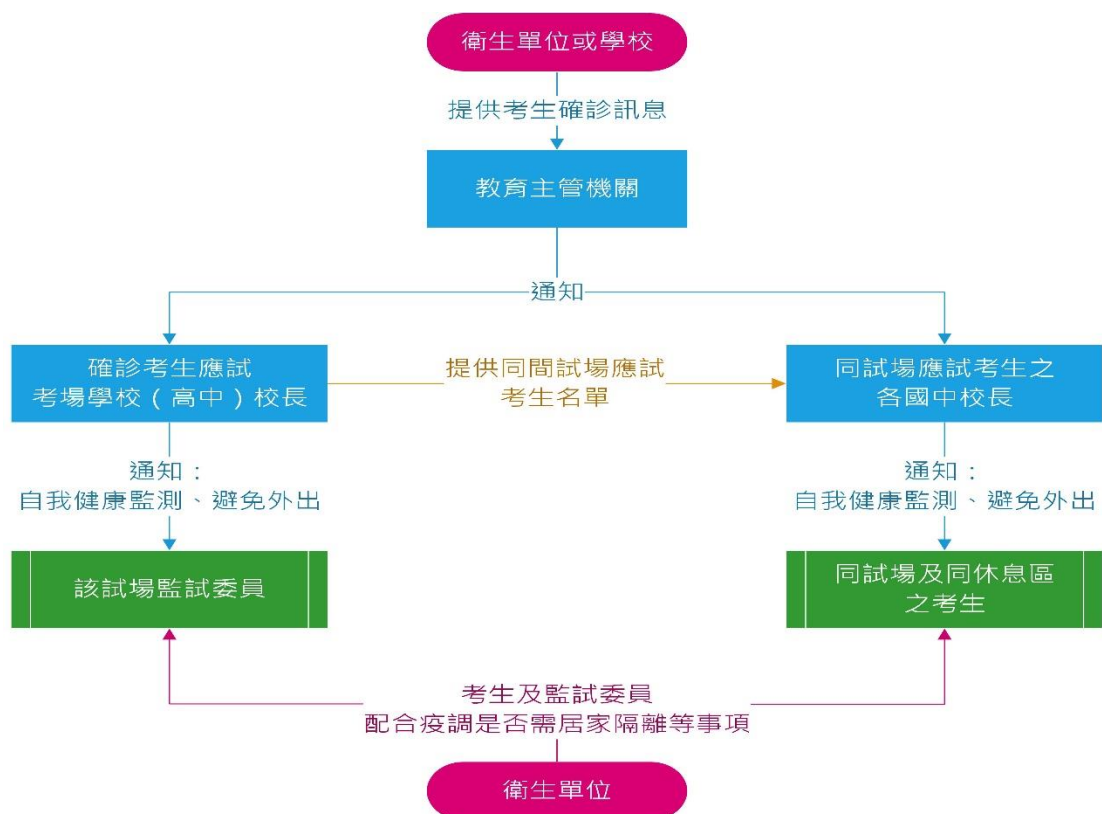 衛生單位或學校
提供考生確診訊息
教育主管機關
通知
確診考生應試
考場學校（高中）校長
提供同間試場應試
考生名單
同試場應試考生之
各國中校長
通知：
自我健康監測、避免外出
通知：
自我健康監測、避免外出
該試場監試委員
同試場及同休息區
之考生
考生及監試委員
配合疫調是否需居家隔離等事項
衛生單位